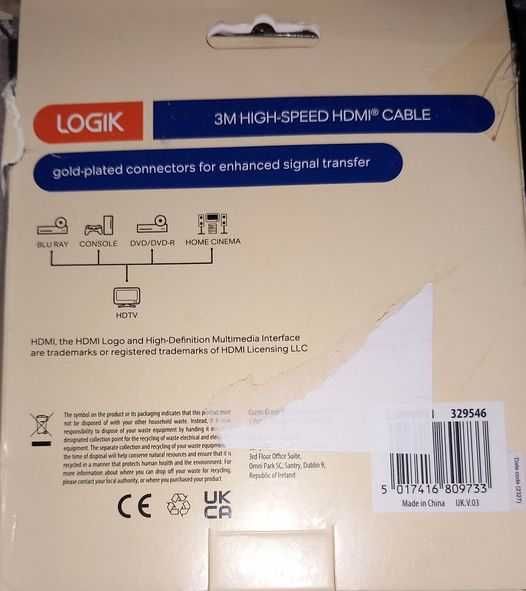 LOGIK
3M HIGH-SPEED HDMI® CABLE
gold-plated connectors for enhanced signal transfer
BLU RAY CONSOLE DVD/DVD-R HOME CINEMA
HDTV
HDMI, the HDMI Logo and High-Definition Multimedia Interface
are trademarks or registered trademarks of HDMI Licensing LLC
The symbol on the product or its packaging indicates that this product must
not be disposed of with your other household waste. Instead, it is your
responsibility to dispose of your waste equipment by handing it
designated collection point for the recycling of waste electrical and
equipment. The separate collection and recycling of your waste equipment
the time of disposal will help conserve natural resources and ensure that it is
recycled in a manner that protects human health and the environment. For
more information about where you can drop off your waste for recycling,
please contact your local authority, or where you purchased your product.
3rd Floor Office Suite,
Omni Park SC, Santry, Dublin 9,
Republic of Ireland
CE
UK
CA
329546
5 017416 809733
Made in China UK.V.03
Date code (2127)